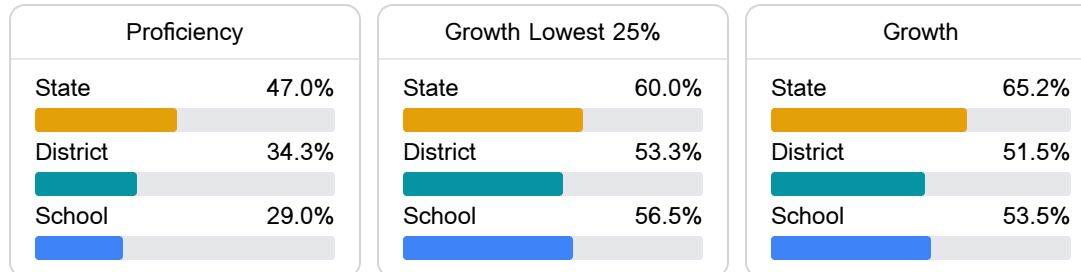 Proficiency
State 47.0%
District 34.3%
School 29.0%
Growth Lowest 25%
State 60.0%
District 53.3%
School 56.5%
Growth
State 65.2%
District 51.5%
School 53.5%